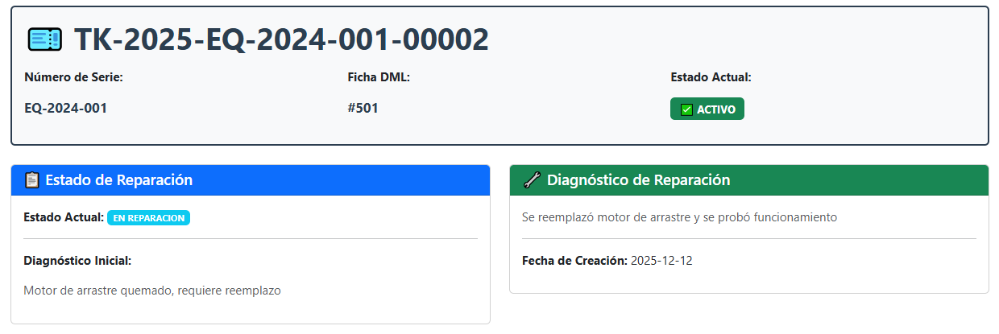 TK-2025-EQ-2024-001-00002
Número de Serie:
EQ-2024-001
Ficha DML:
#501
Estado Actual:
ACTIVO
Estado de Reparación
Estado Actual: EN REPARACION
Diagnóstico Inicial:
Motor de arrastre quemado, requiere reemplazo
Diagnóstico de Reparación
Se reemplazó motor de arrastre y se probó funcionamiento
Fecha de Creación: 2025-12-12